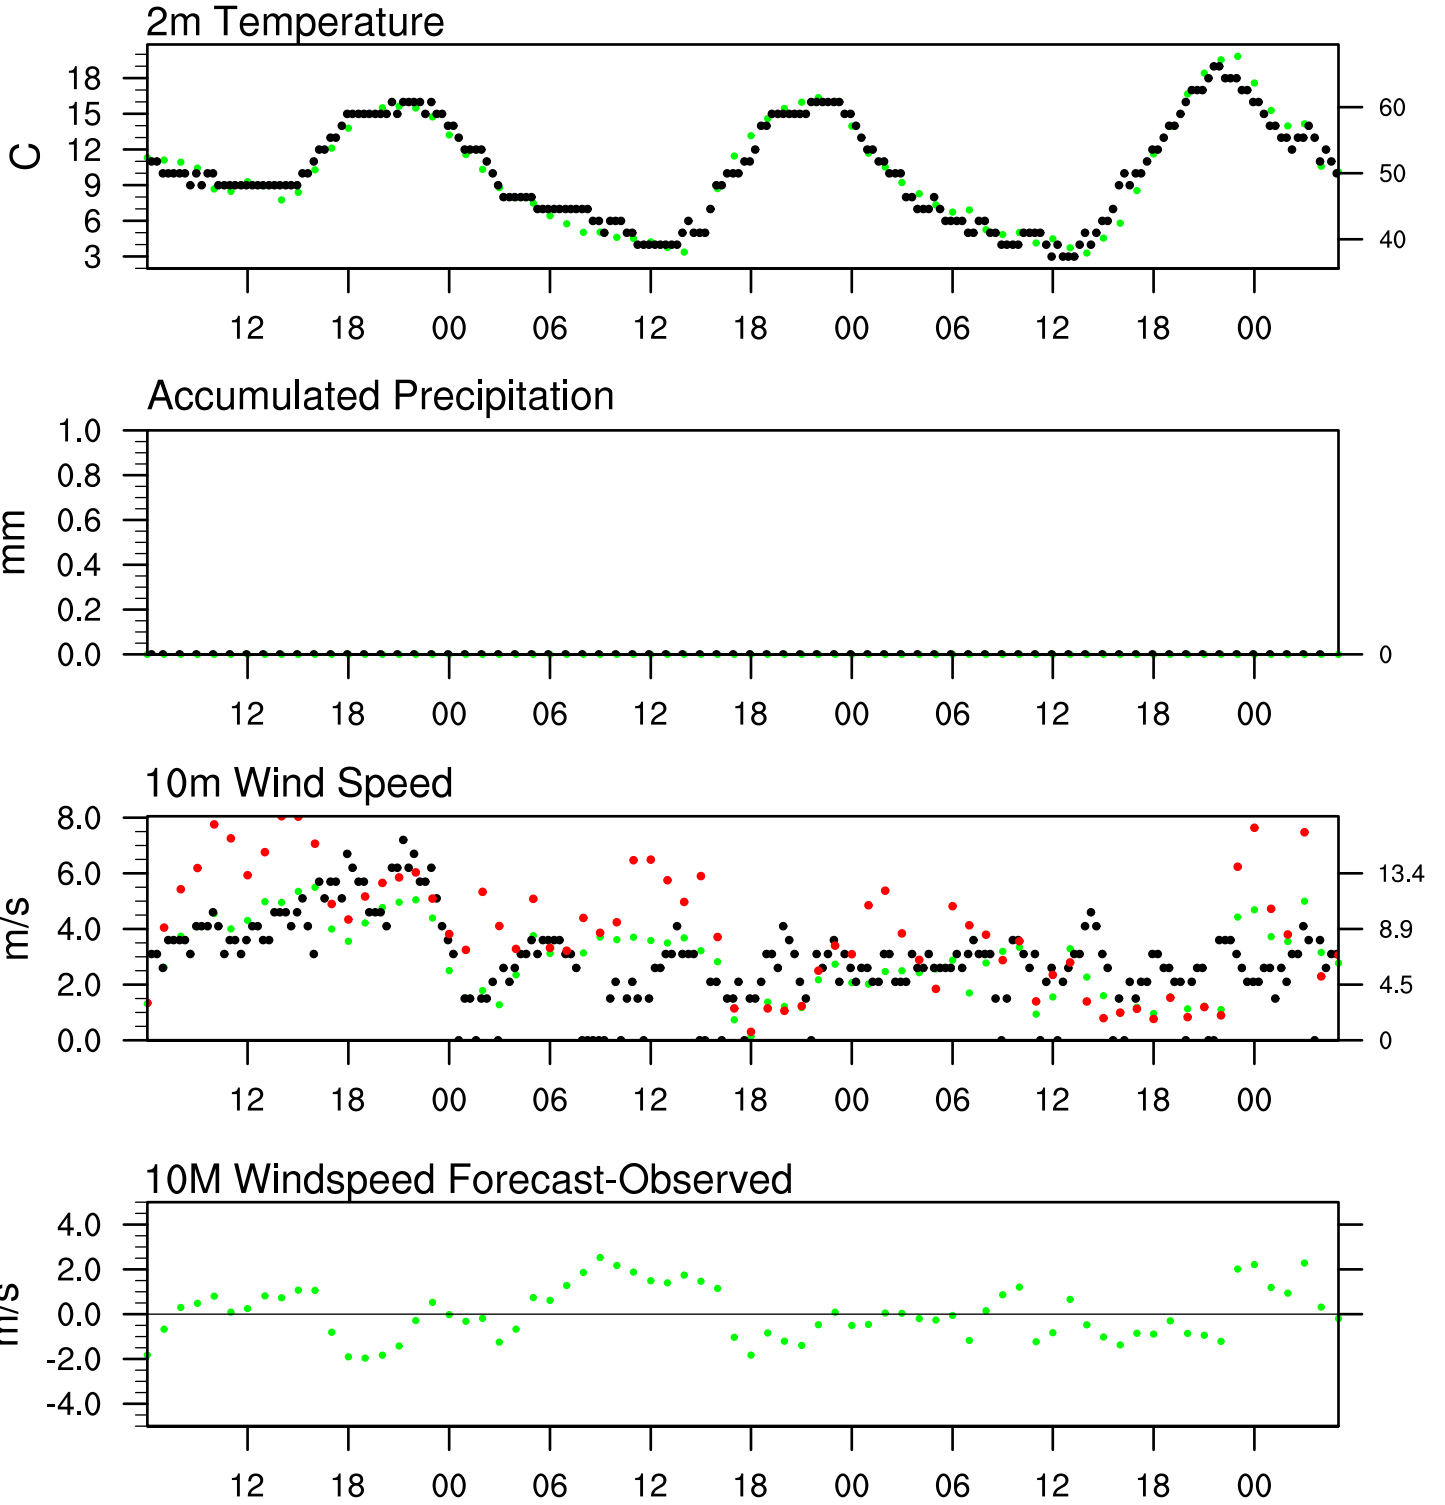 2m Temperature
18
15
12
9
6
3
C
60
50
40
12 18 00 06 12 18 00 06 12 18 00
Accumulated Precipitation
1.0
0.8
0.6
0.4
0.2
0.0
mm
0
12 18 00 06 12 18 00 06 12 18 00
10m Wind Speed
8.0
6.0
4.0
2.0
0.0
m/s
13.4
8.9
4.5
0
12 18 00 06 12 18 00 06 12 18 00
10M Windspeed Forecast-Observed
4.0
2.0
0.0
-2.0
-4.0
m/s
12 18 00 06 12 18 00 06 12 18 00